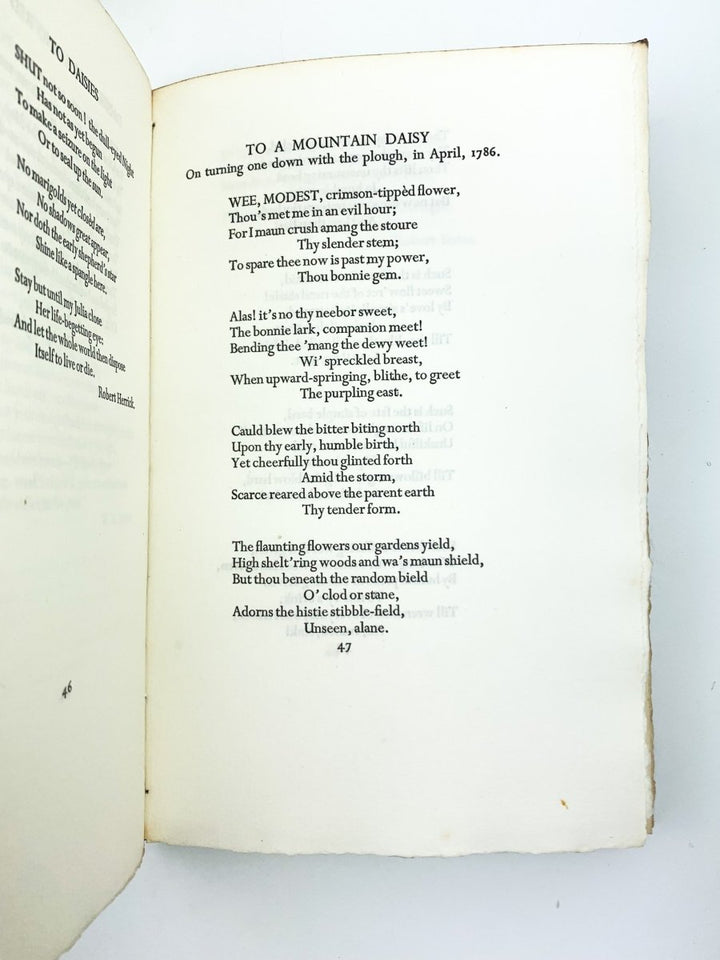 TO DAISIES
SHUT not so soon! the dull-eyed Night
Has not as yet begun
To make a seizure on the light
Or to seal up the sun.
No marigolds yet closèd are,
No shadows great appear,
Nor doth the early shepherd's star
Shine like a spangle here.
Stay but until my Julia close
Her life-begetting eye;
And let the whole world then dispose
Itself to live or die.
Robert Herrick.
46
TO A MOUNTAIN DAISY
On turning one down with the plough, in April, 1786.
WEE, MODEST, crimson-tippèd flower,
Thou's met me in an evil hour;
For I maun crush amang the stoure
Thy slender stem;
To spare thee now is past my power,
Thou bonnie gem.
Alas! it's no thy neebor sweet,
The bonnie lark, companion meet!
Bending thee 'mang the dewy weet!
Wi' spreckled breast,
When upward-springing, blithe, to greet
The purpling east.
Cauld blew the bitter biting north
Upon thy early, humble birth,
Yet cheerfully thou glinted forth
Amid the storm,
Scarce reared above the parent earth
Thy tender form.
The flaunting flowers our gardens yield,
High shelt'ring woods and wa's maun shield,
But thou beneath the random bield
O' clod or stane,
Adorns the histie stibble-field,
Unseen, alane.
47